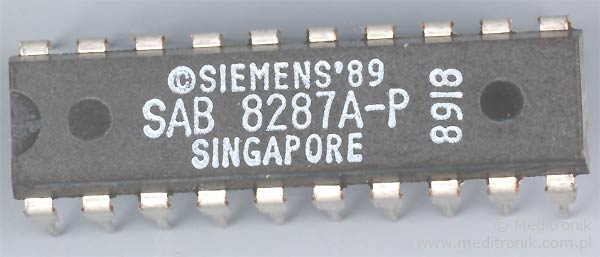 ©SIEMENS'89
SAB 8287A-P
SINGAPORE
8918
© Meditronik
www.meditronik.com.pl